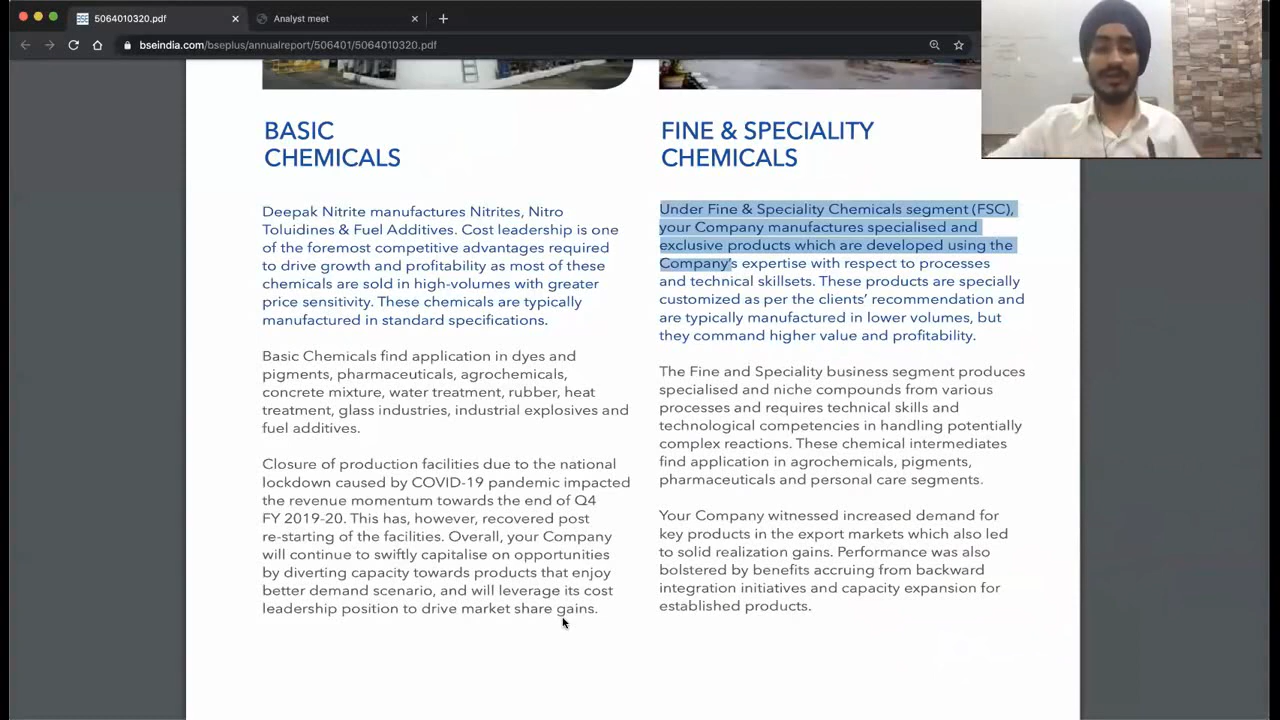 5064010320.pdf
Analyst meet
bseindia.com/bseplus/annualreport/506401/5064010320.pdf
BASIC
CHEMICALS
Deepak Nitrite manufactures Nitrites, Nitro
Toluidines & Fuel Additives. Cost leadership is one
of the foremost competitive advantages required
to drive growth and profitability as most of these
chemicals are sold in high-volumes with greater
price sensitivity. These chemicals are typically
manufactured in standard specifications.
Basic Chemicals find application in dyes and
pigments, pharmaceuticals, agrochemicals,
concrete mixture, water treatment, rubber, heat
treatment, glass industries, industrial explosives and
fuel additives.
Closure of production facilities due to the national
lockdown caused by COVID-19 pandemic impacted
the revenue momentum towards the end of Q4
FY 2019-20. This has, however, recovered post
re-starting of the facilities. Overall, your Company
will continue to swiftly capitalise on opportunities
by diverting capacity towards products that enjoy
better demand scenario, and will leverage its cost
leadership position to drive market share gains.
FINE & SPECIALITY
CHEMICALS
Under Fine & Speciality Chemicals segment (FSC),
your Company manufactures specialised and
exclusive products which are developed using the
Company's expertise with respect to processes
and technical skillsets. These products are specially
customized as per the clients' recommendation and
are typically manufactured in lower volumes, but
they command higher value and profitability.
The Fine and Speciality business segment produces
specialised and niche compounds from various
processes and requires technical skills and
technological competencies in handling potentially
complex reactions. These chemical intermediates
find application in agrochemicals, pigments,
pharmaceuticals and personal care segments.
Your Company witnessed increased demand for
key products in the export markets which also led
to solid realization gains. Performance was also
bolstered by benefits accruing from backward
integration initiatives and capacity expansion for
established products.